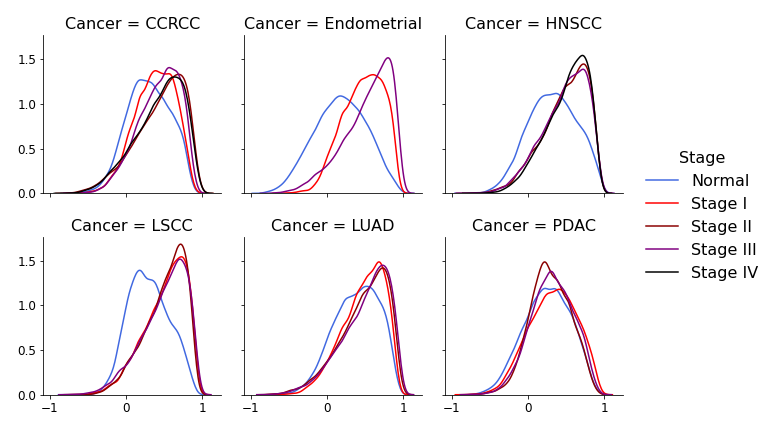 Cancer = CCRCC
Cancer = Endometrial
Cancer = HNSCC
1.5
1.0
0.5
0.0
Stage
Normal
Stage I
Stage II
Stage III
Stage IV
Cancer = LSCC
Cancer = LUAD
Cancer = PDAC
1.5
1.0
0.5
0.0
−1 0 1
−1 0 1
−1 0 1